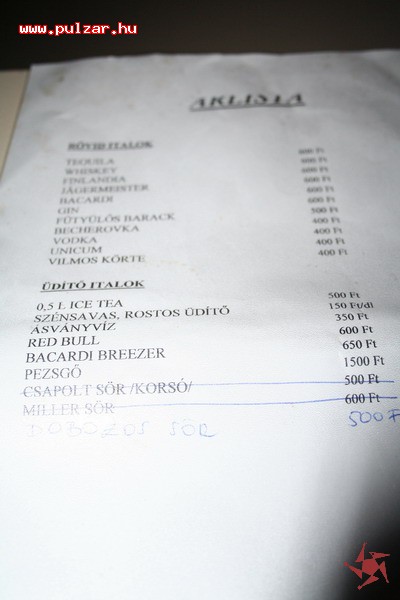 www.pulzar.hu
ÁRLISTA
RÖVID ITALOK
TEQUILA 600 Ft
WHISKEY 600 Ft
FINLANDIA 600 Ft
JÄGERMEISTER 600 Ft
BACARDI 600 Ft
GIN 600 Ft
FÜTYÜLŐS BARACK 500 Ft
BECHEROVKA 400 Ft
VODKA 400 Ft
UNICUM 400 Ft
VILMOS KÖRTE 400 Ft
ÜDÍTŐ ITALOK
0,5 L ICE TEA 500 Ft
SZÉNSAVAS, ROSTOS ÜDÍTŐ 150 Ft/dl
ÁSVÁNYVÍZ 350 Ft
RED BULL 600 Ft
BACARDI BREEZER 650 Ft
PEZSGŐ 1500 Ft
CSAPOLT SÖR /KORSÓ/ 500 Ft
MILLER SÖR 600 Ft
DOBOZOS SÖR 500 F